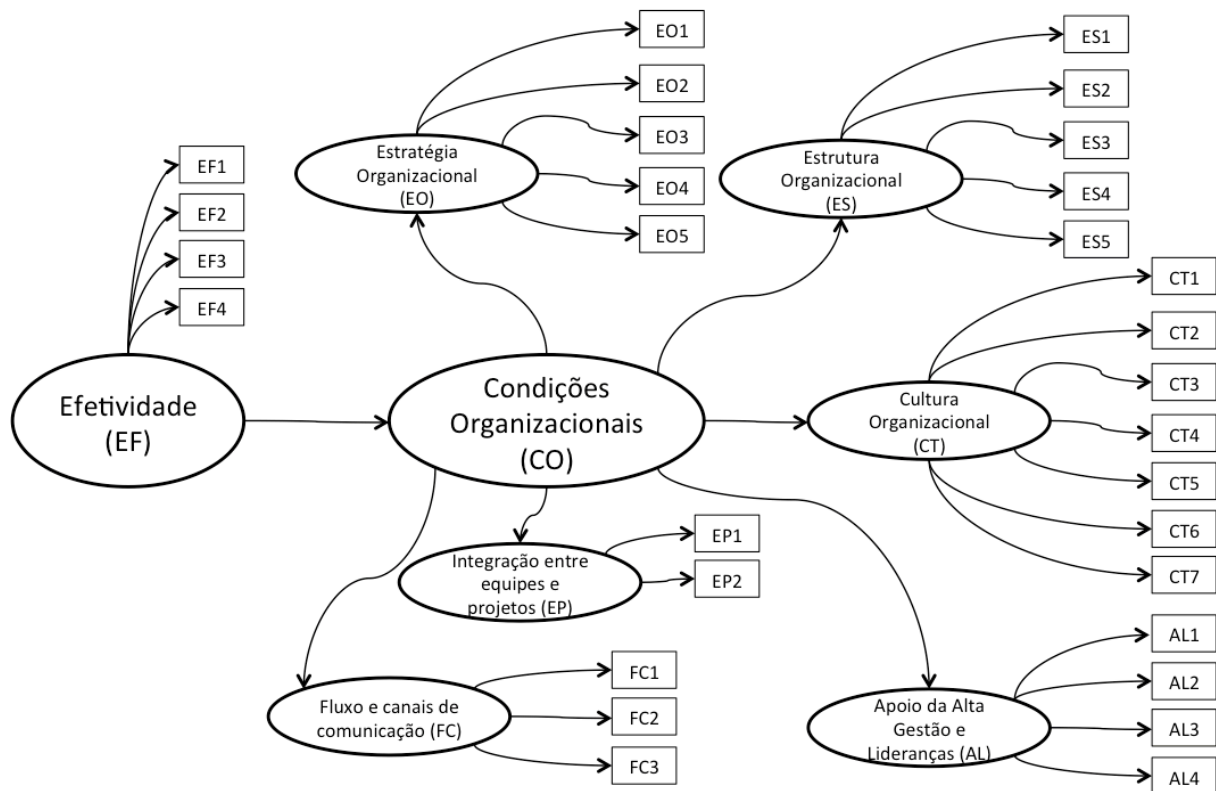 EO1
EO2
EO3
EO4
EO5
Estratégia
Organizacional
(EO)
ES1
ES2
ES3
ES4
ES5
Estrutura
Organizacional
(ES)
EF1
EF2
EF3
EF4
Efetividade
(EF)
Condições
Organizacionais
(CO)
CT1
CT2
CT3
CT4
CT5
CT6
CT7
Cultura
Organizacional
(CT)
Integração entre
equipes e
projetos (EP)
EP1
EP2
Fluxo e canais de
comunicação (FC)
FC1
FC2
FC3
Apoio da Alta
Gestão e
Lideranças (AL)
AL1
AL2
AL3
AL4